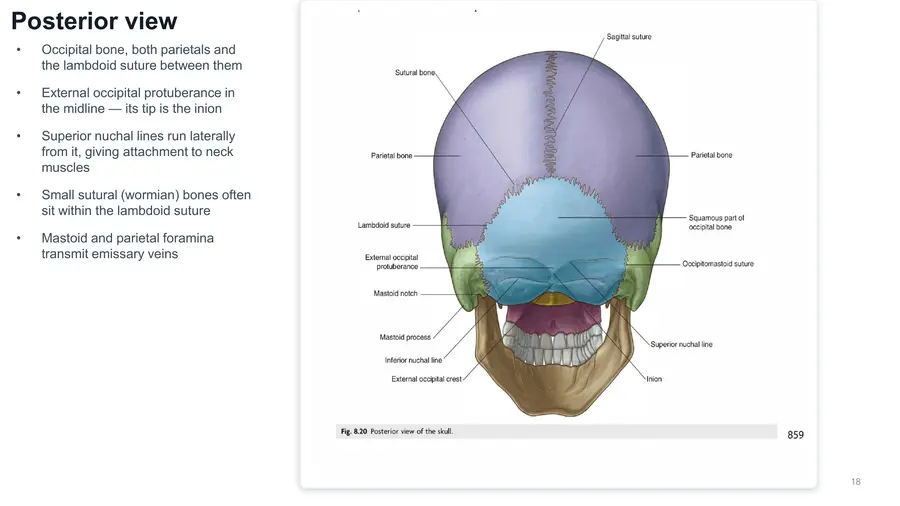 Posterior view
• Occipital bone, both parietals and
the lambdoid suture between them
• External occipital protuberance in
the midline — its tip is the inion
• Superior nuchal lines run laterally
from it, giving attachment to neck
muscles
• Small sutural (wormian) bones often
sit within the lambdoid suture
• Mastoid and parietal foramina
transmit emissary veins
Sagittal suture
Sutural bone
Parietal bone
Parietal bone
Lambdoid suture
Squamous part of
occipital bone
External occipital
protuberance
Occipitomastoid suture
Mastoid notch
Mastoid process
Superior nuchal line
Inferior nuchal line
External occipital crest
Inion
Fig. 8.20 Posterior view of the skull.
859
18